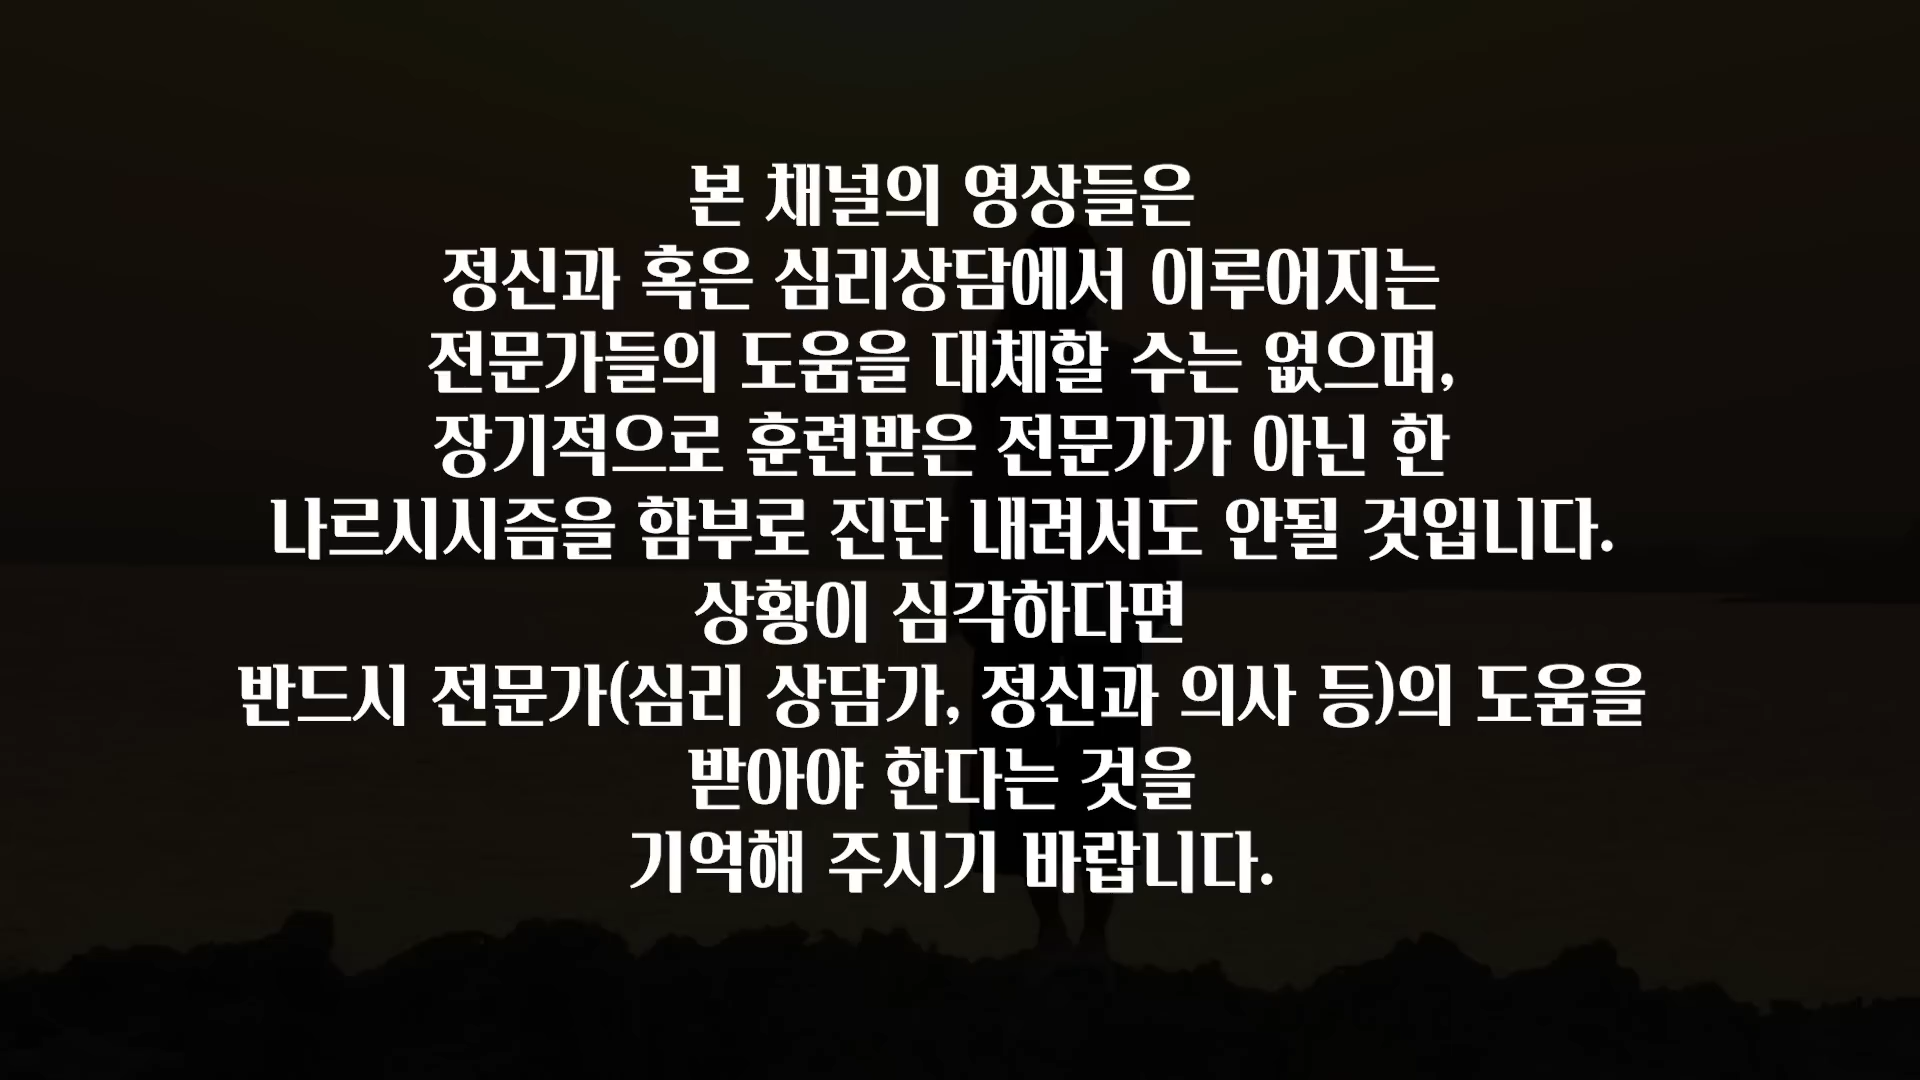 본 채널의 영상들은
정신과 혹은 심리상담에서 이루어지는
전문가들의 도움을 대체할 수는 없으며,
장기적으로 훈련받은 전문가가 아닌 한
나르시시즘을 함부로 진단 내려서도 안될 것입니다.
상황이 심각하다면
반드시 전문가(심리 상담가, 정신과 의사 등)의 도움을
받아야 한다는 것을
기억해 주시기 바랍니다.